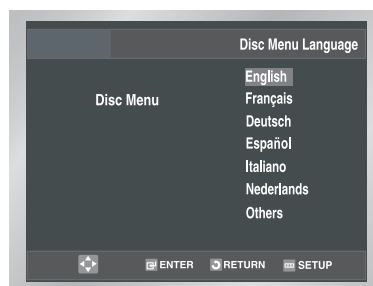 Disc Menu Language
Disc Menu
English
Français
Deutsch
Español
Italiano
Nederlands
Others
ENTER RETURN SETUP